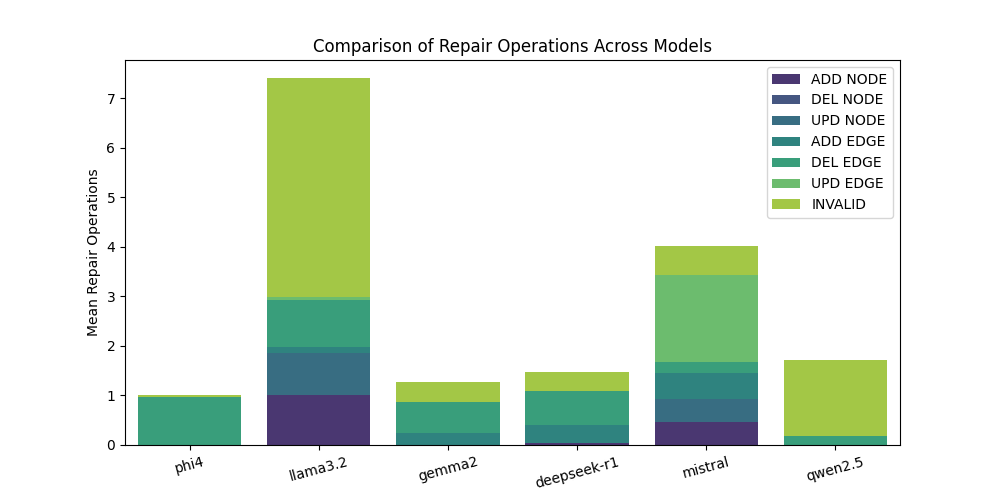 Comparison of Repair Operations Across Models
Mean Repair Operations
7
6
5
4
3
2
1
0
ADD NODE
DEL NODE
UPD NODE
ADD EDGE
DEL EDGE
UPD EDGE
INVALID
phi4
llama3.2
gemma2
deepseek-r1
mistral
qwen2.5